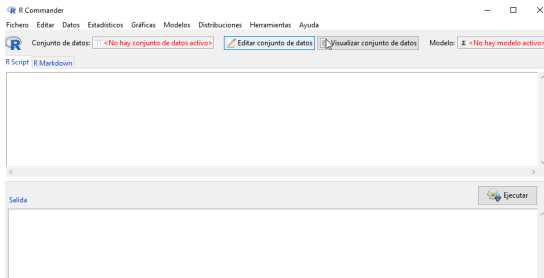 R Commander
Fichero Editar Datos Estadísticos Gráficas Modelos Distribuciones Herramientas Ayuda
Conjunto de datos: <No hay conjunto de datos activo> Editar conjunto de datos Visualizar conjunto de datos Modelo: Σ <No hay modelo activo>
R Script R Markdown
Ejecutar
Salida